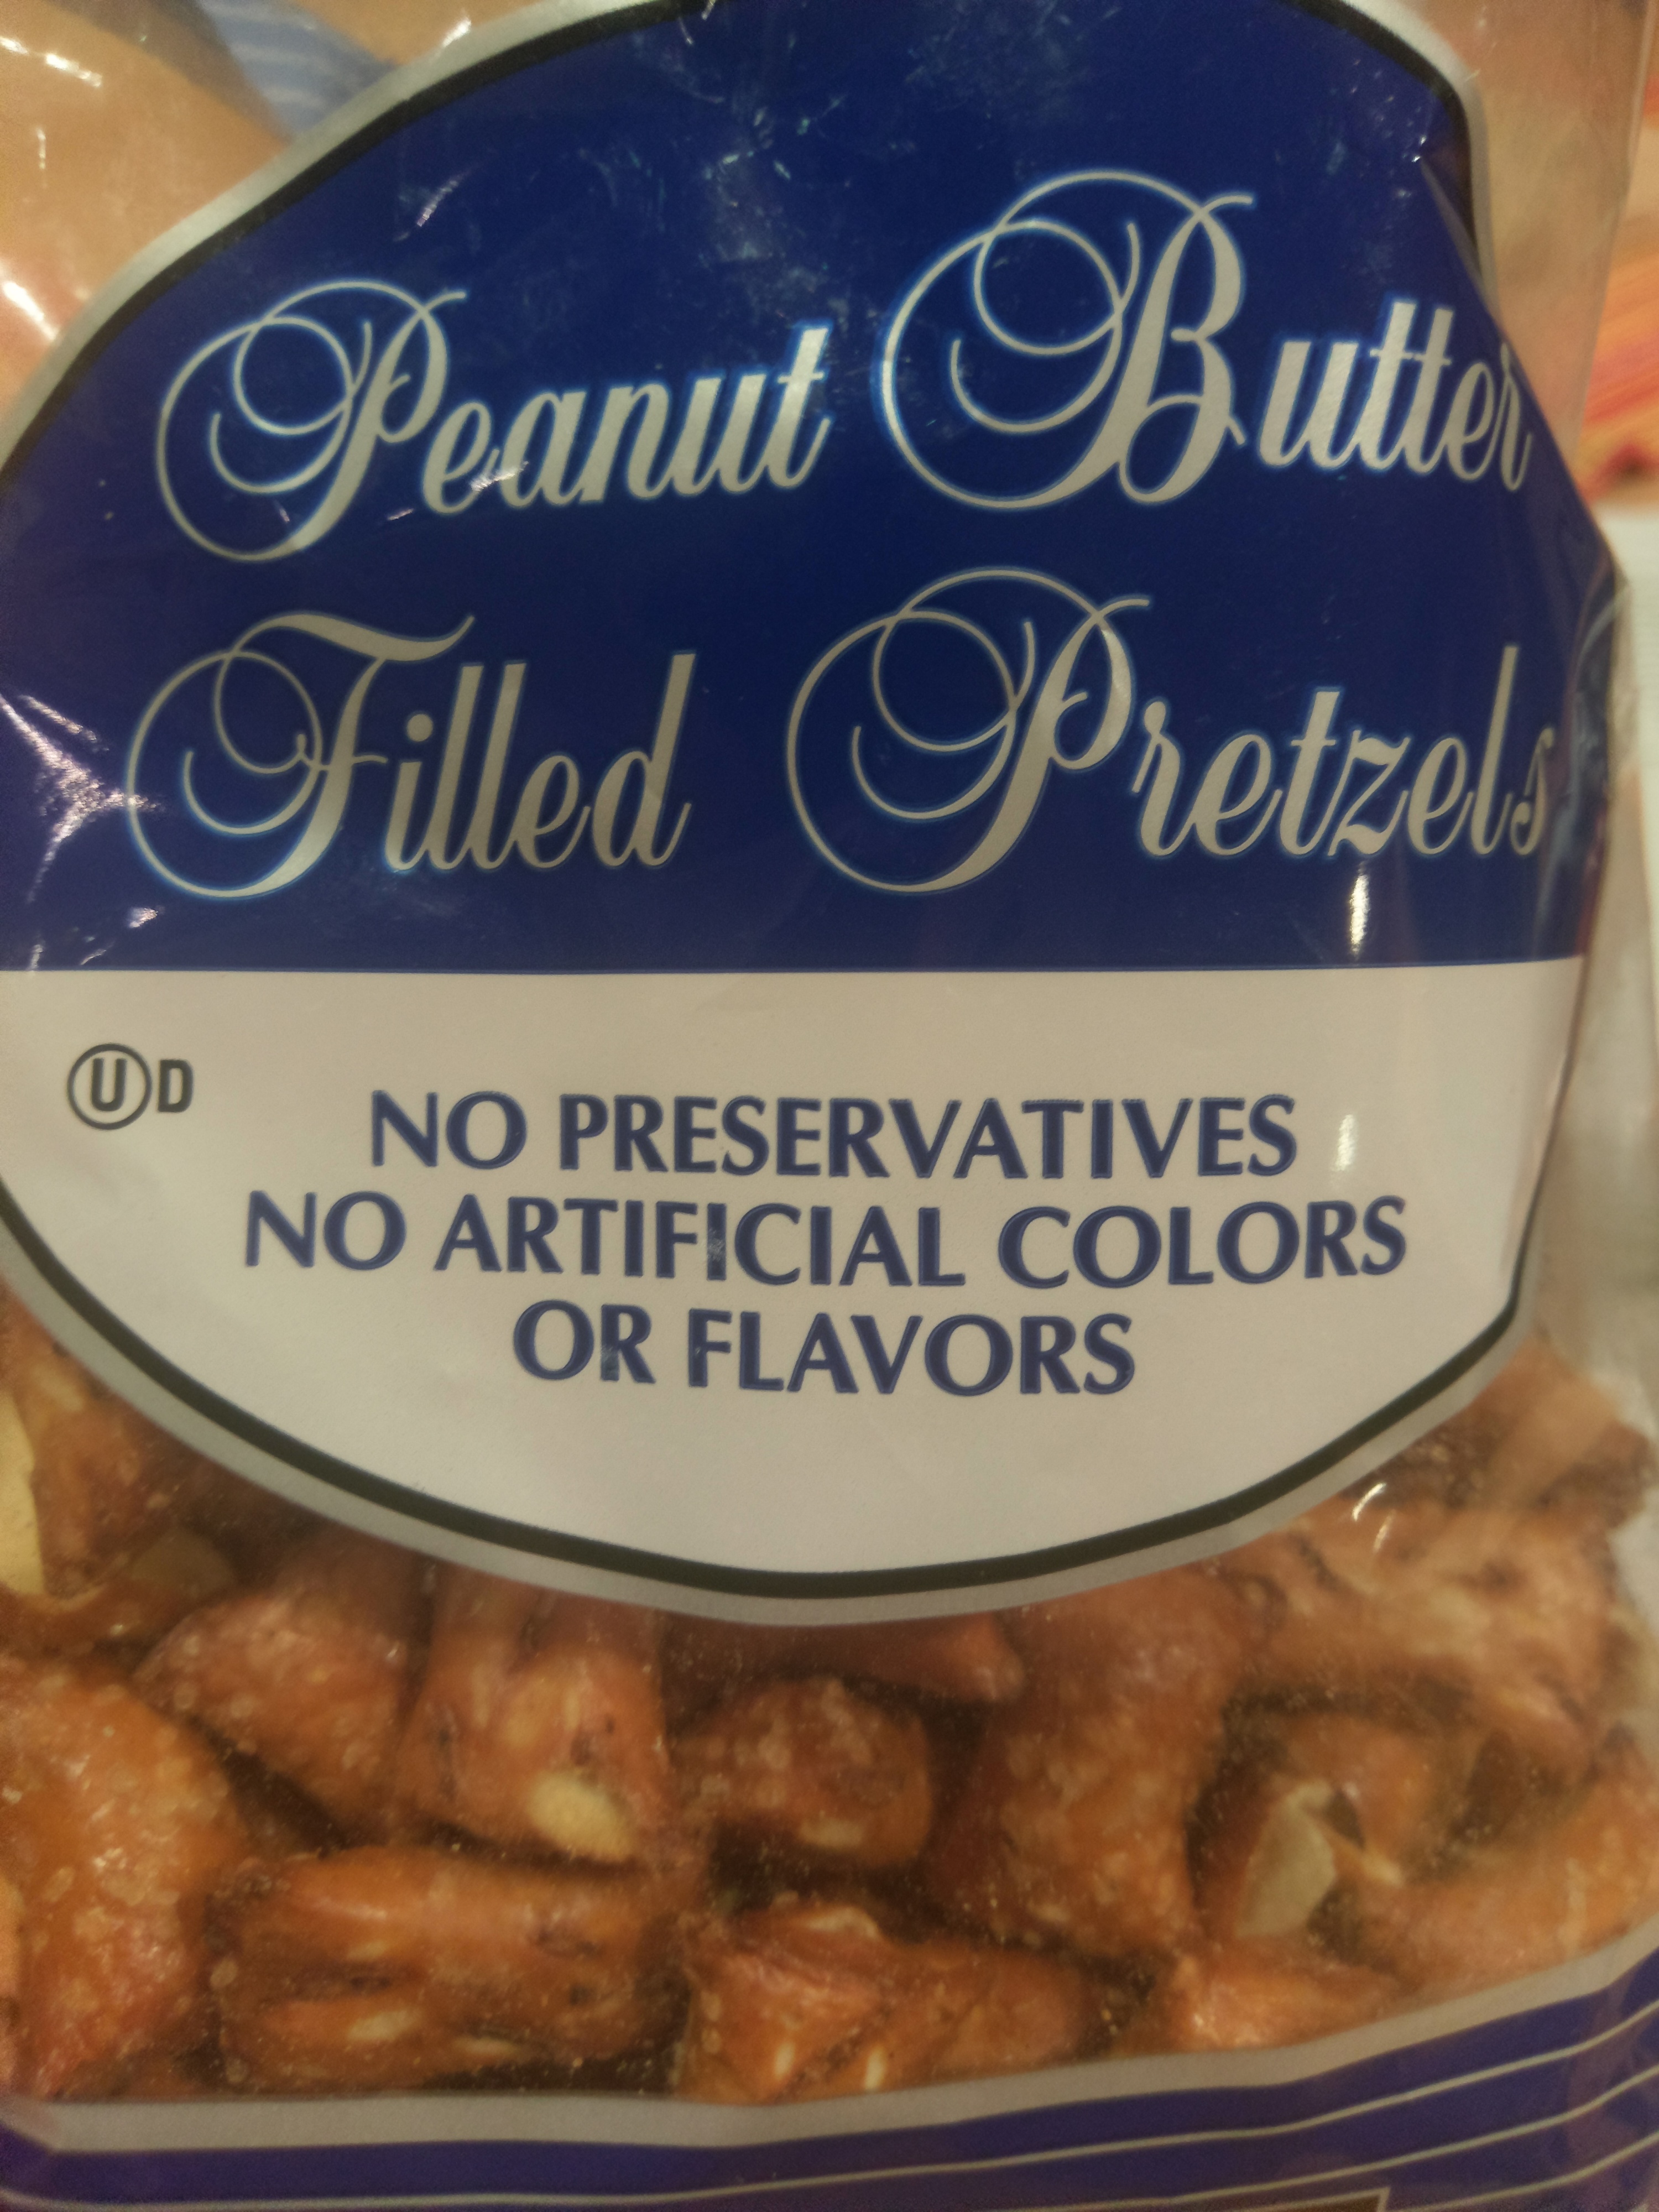 Peanut Butter
Filled Pretzels
UD
NO PRESERVATIVES
NO ARTIFICIAL COLORS
OR FLAVORS